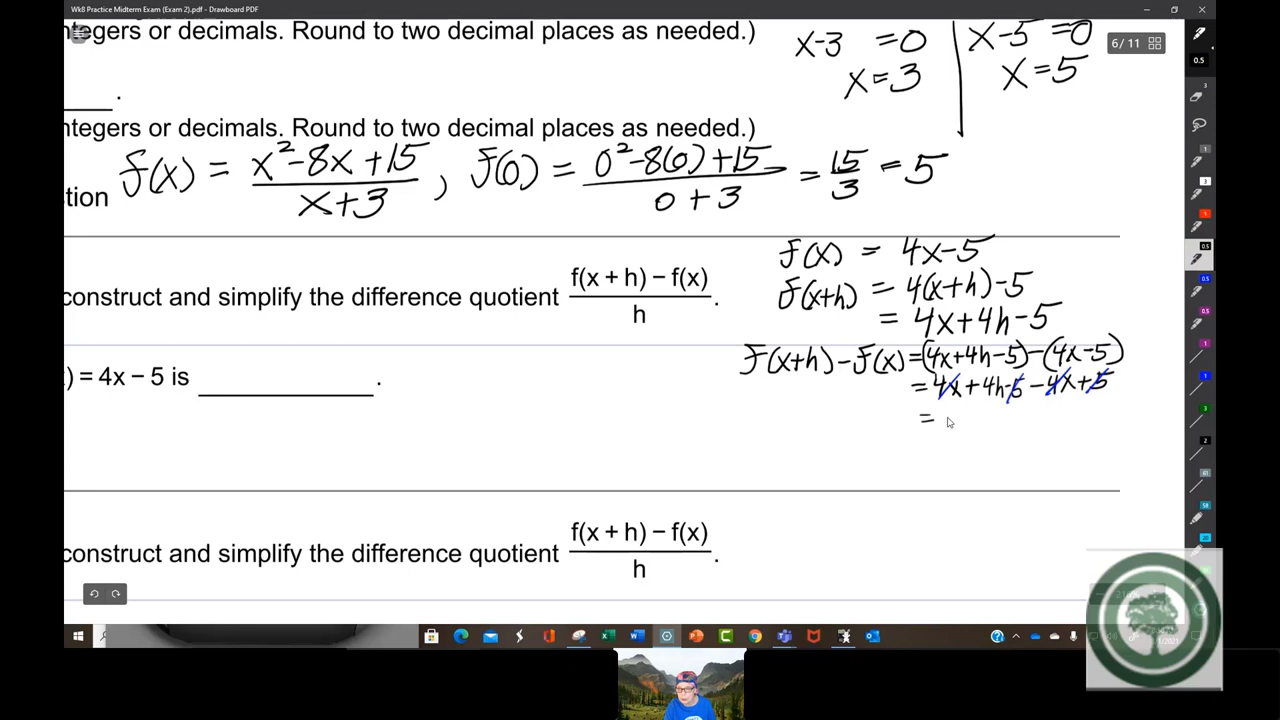 Wk8 Practice Midterm Exam (Exam 2).pdf - Drawboard PDF
tegers or decimals. Round to two decimal places as needed.)
x-3 =0
x=3
x-5 =0
x=5
6/11
.
ntegers or decimals. Round to two decimal places as needed.)
tion
f(x) = x²-8x+15 / x+3 , f(0) = 0²-8(0)+15 / 0+3 = 15/3 = 5
f(x) = 4x-5
construct and simplify the difference quotient f(x + h) − f(x) / h .
f(x+h) = 4(x+h)-5
= 4x+4h-5
f(x+h)-f(x)=(4x+4h-5)-(4x-5)
) = 4x − 5 is ________ .
= 4x+4h-5-4x+5
=
construct and simplify the difference quotient f(x + h) − f(x) / h .